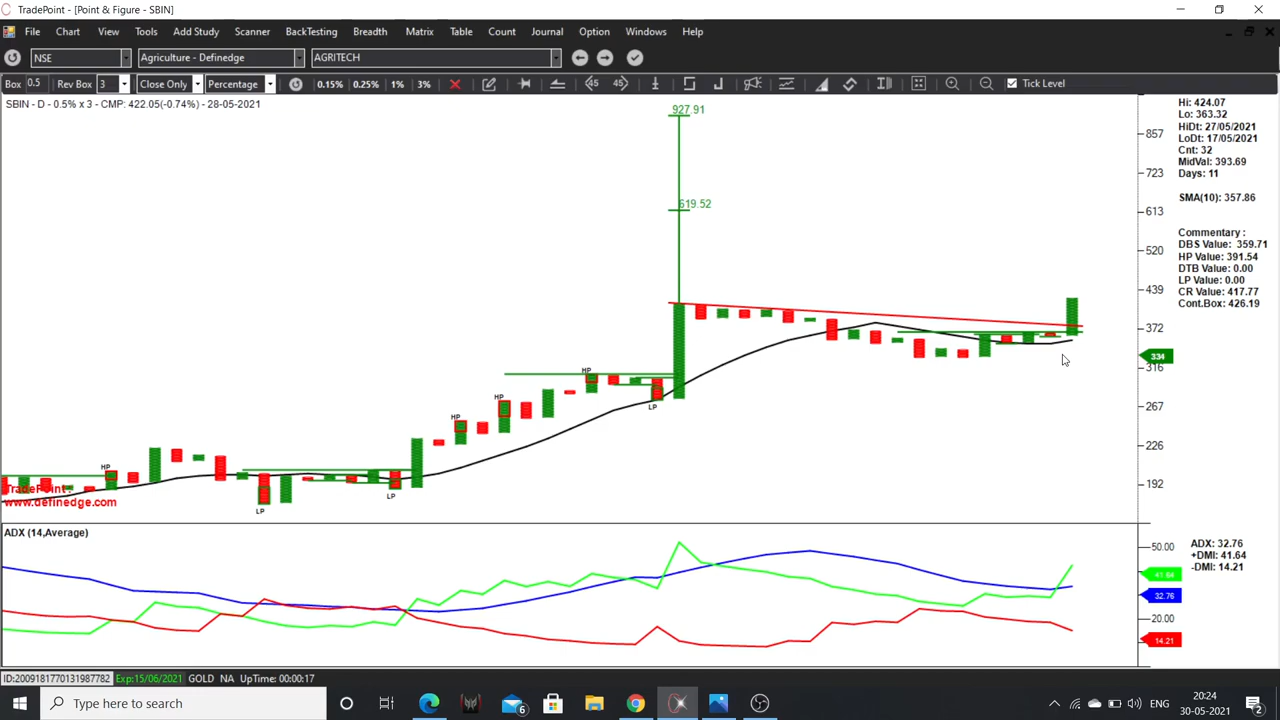 TradePoint - [Point & Figure - SBIN]
File Chart View Tools Add Study Scanner BackTesting Breadth Matrix Table Count Journal Option Windows Help
NSE Agriculture - Definedge AGRITECH
Box 0.5 Rev Box 3 Close Only Percentage 0.15% 0.25% 1% 3% 45 45 Tick Level
SBIN - D - 0.5% x 3 - CMP: 422.05(-0.74%) - 28-05-2021
Hi: 424.07
Lo: 363.32
HiDt: 27/05/2021
LoDt: 17/05/2021
Cnt: 32
MidVal: 393.69
Days: 11
SMA(10): 357.86
Commentary :
DBS Value: 359.71
HP Value: 391.54
DTB Value: 0.00
LP Value: 0.00
CR Value: 417.77
Cont.Box: 426.19
927.91
619.52
857
723
613
520
439
372
334
316
267
226
192
HP
HP
HP
HP
LP
LP
LP
TradePoint
www.definedge.com
ADX (14,Average)
50.00
41.64
32.76
20.00
14.21
ADX: 32.76
+DMI: 41.64
-DMI: 14.21
ID:2009181770131987782 Exp:15/06/2021 GOLD NA UpTime: 00:00:17
Type here to search
6
ENG
20:24
30-05-2021
2